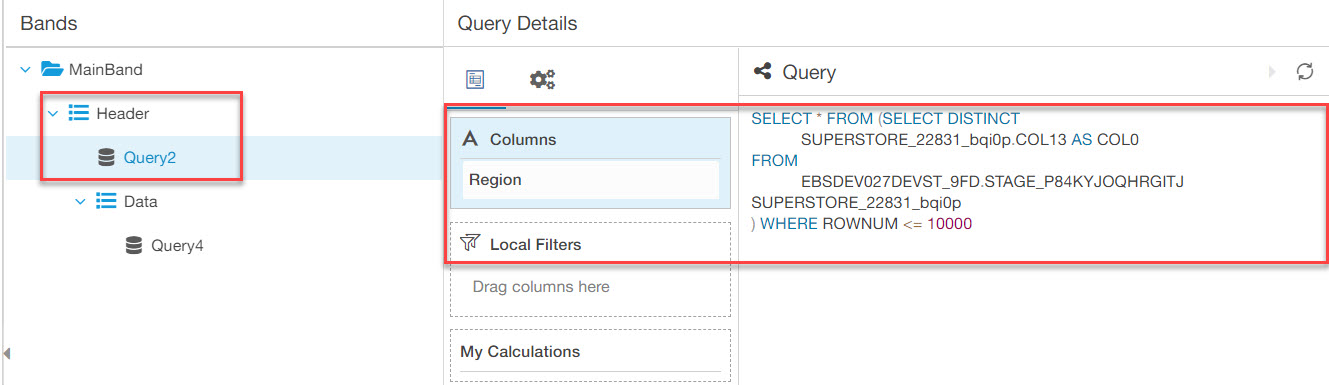 Bands
MainBand
Header
Query2
Data
Query4
Query Details
Columns
Region
Local Filters
Drag columns here
My Calculations
Query
SELECT * FROM (SELECT DISTINCT
SUPERSTORE_22831_bqi0p.COL13 AS COL0
FROM
EBSDEV027DEVST_9FD.STAGE_P84KYJOQHRGITJ
SUPERSTORE_22831_bqi0p
) WHERE ROWNUM <= 10000